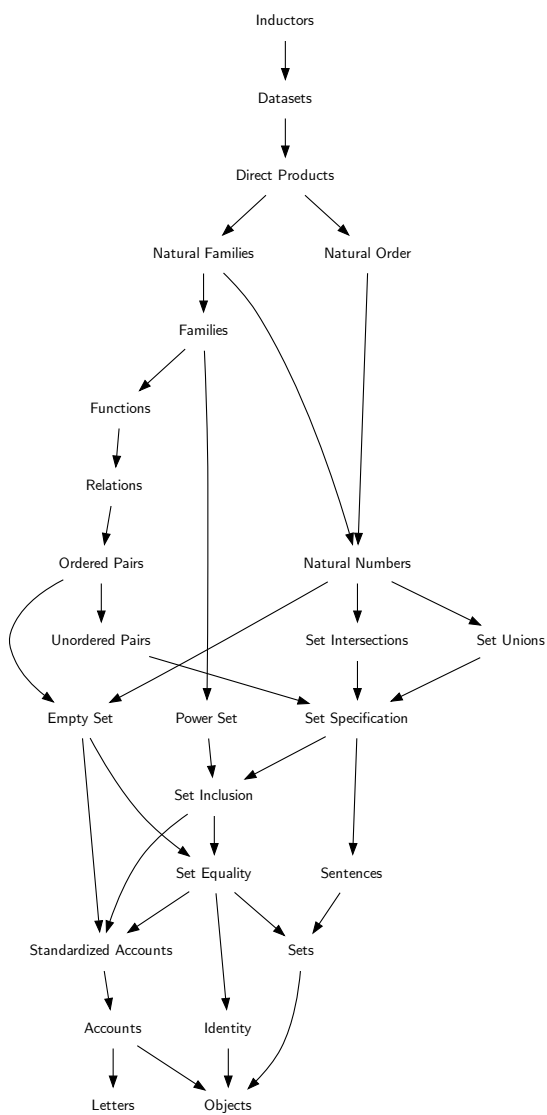 Inductors
Datasets
Direct Products
Natural Families
Natural Order
Families
Functions
Relations
Ordered Pairs
Natural Numbers
Unordered Pairs
Set Intersections
Set Unions
Empty Set
Power Set
Set Specification
Set Inclusion
Set Equality
Sentences
Standardized Accounts
Sets
Accounts
Identity
Letters
Objects